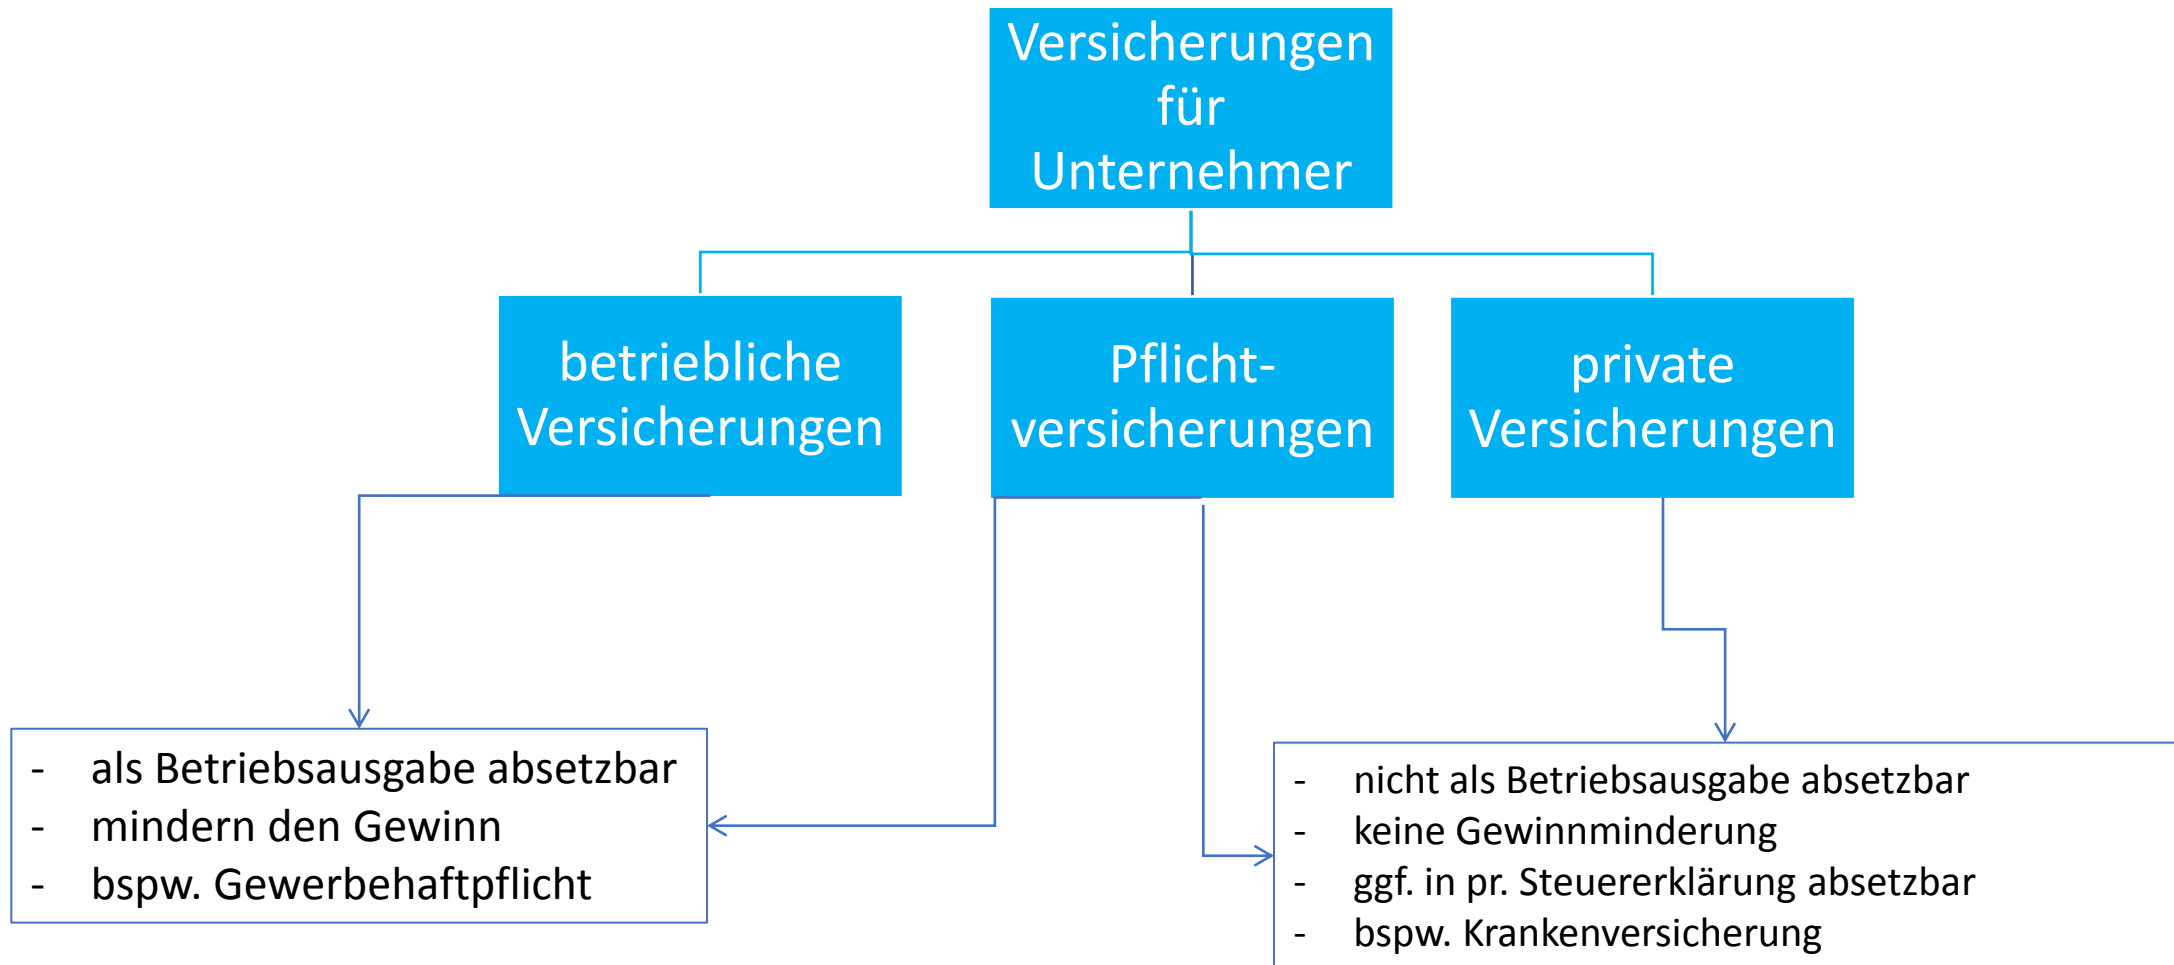 Versicherungen
für
Unternehmer
betriebliche
Versicherungen
Pflicht-
versicherungen
private
Versicherungen
- als Betriebsausgabe absetzbar
- mindern den Gewinn
- bspw. Gewerbehaftpflicht
- nicht als Betriebsausgabe absetzbar
- keine Gewinnminderung
- ggf. in pr. Steuererklärung absetzbar
- bspw. Krankenversicherung